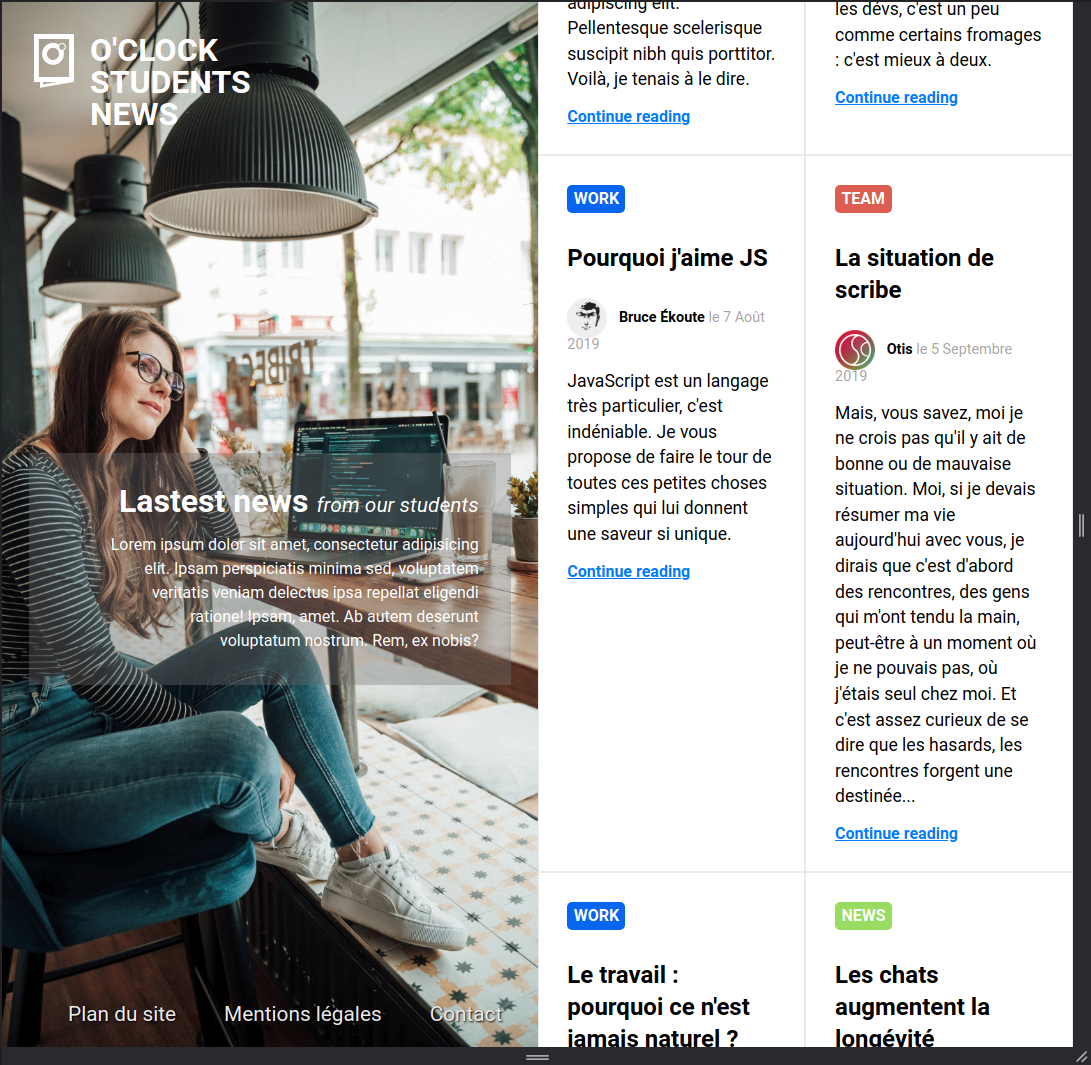 O'CLOCK
STUDENTS
NEWS
TRIBECA
Lastest news from our students
Lorem ipsum dolor sit amet, consectetur adipisicing
elit. Ipsam perspiciatis minima sed, voluptatem
veritatis veniam delectus ipsa repellat eligendi
ratione! Ipsam, amet. Ab autem deserunt
voluptatum nostrum. Rem, ex nobis?
Plan du site
Mentions légales
Contact
adipiscing elit.
Pellentesque scelerisque
suscipit nibh quis porttitor.
Voilà, je tenais à le dire.
Continue reading
les dévs, c'est un peu
comme certains fromages
: c'est mieux à deux.
Continue reading
WORK
Pourquoi j'aime JS
Bruce Ékoute le 7 Août
2019
JavaScript est un langage
très particulier, c'est
indéniable. Je vous
propose de faire le tour de
toutes ces petites choses
simples qui lui donnent
une saveur si unique.
Continue reading
TEAM
La situation de
scribe
Otis le 5 Septembre
2019
Mais, vous savez, moi je
ne crois pas qu'il y ait de
bonne ou de mauvaise
situation. Moi, si je devais
résumer ma vie
aujourd'hui avec vous, je
dirais que c'est d'abord
des rencontres, des gens
qui m'ont tendu la main,
peut-être à un moment où
je ne pouvais pas, où
j'étais seul chez moi. Et
c'est assez curieux de se
dire que les hasards, les
rencontres forgent une
destinée...
Continue reading
WORK
Le travail :
pourquoi ce n'est
jamais naturel ?
NEWS
Les chats
augmentent la
longévité